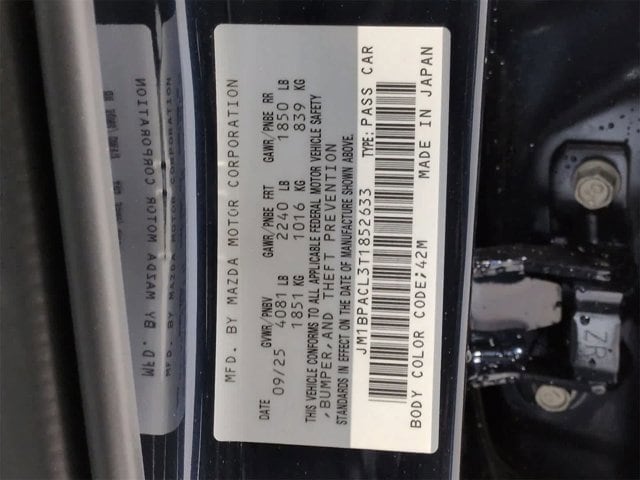 MFD. BY MAZDA MOTOR CORPORATION
DATE GVWR/PNBV GAWR/PNBE FRT GAWR/PNBE RR
09/25 4081 LB 2240 LB 1850 LB
1851 KG 1016 KG 839 KG
THIS VEHICLE CONFORMS TO ALL APPLICABLE FEDERAL MOTOR VEHICLE SAFETY
,BUMPER,AND THEFT PREVENTION
STANDARDS IN EFFECT ON THE DATE OF MANUFACTURE SHOWN ABOVE.
JM1BPACL3T1852633 TYPE:PASS CAR
BODY COLOR CODE:42M MADE IN JAPAN
MFD. BY MAZDA MOTOR CORPORATION
ZR